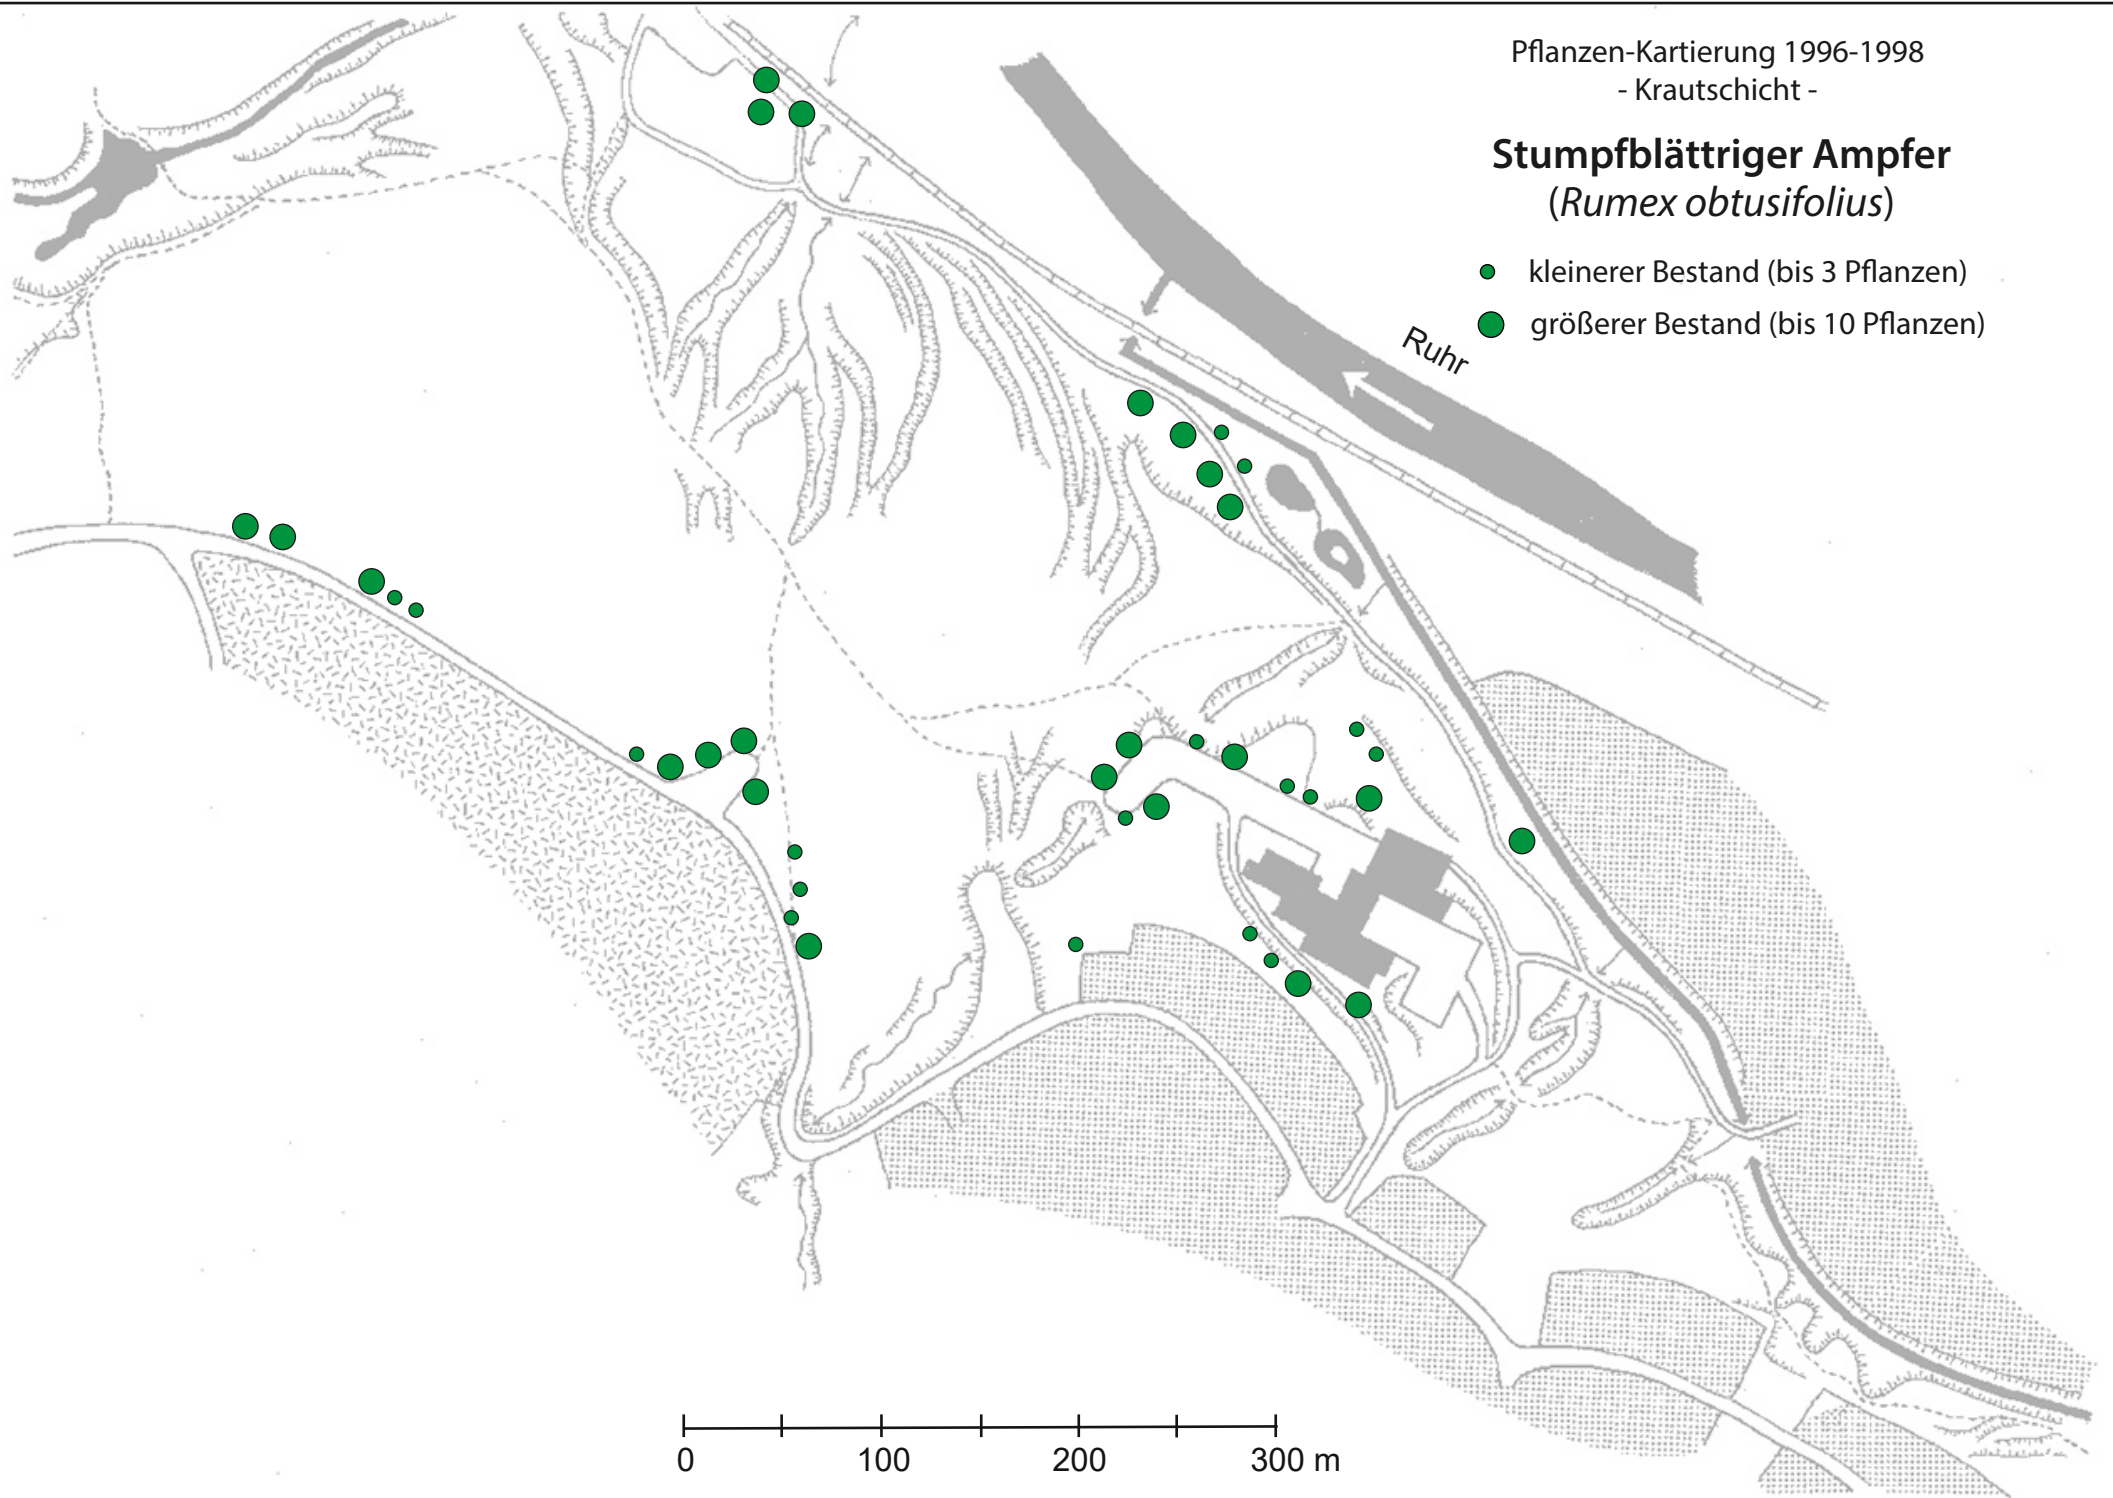 Pflanzen-Kartierung 1996-1998
- Krautschicht -
Stumpfblättriger Ampfer
(Rumex obtusifolius)
kleinerer Bestand (bis 3 Pflanzen)
größerer Bestand (bis 10 Pflanzen)
Ruhr
0 100 200 300 m